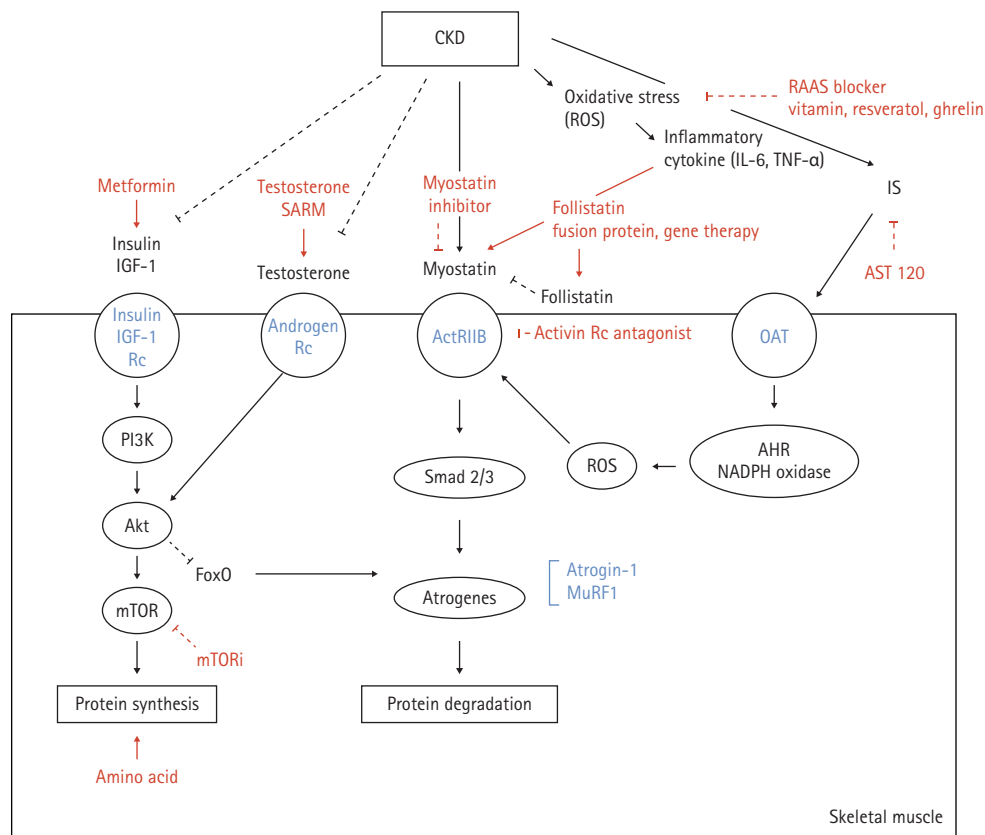 CKD
Oxidative stress
(ROS)
RAAS blocker
vitamin, resveratol, ghrelin
Inflammatory
cytokine (IL-6, TNF-α)
IS
Metformin
Testosterone
SARM
Myostatin
inhibitor
Follistatin
fusion protein, gene therapy
Insulin
IGF-1
Testosterone
Myostatin
Follistatin
AST 120
Insulin
IGF-1
Rc
Androgen
Rc
ActRIIB
Activin Rc antagonist
OAT
PI3K
Smad 2/3
ROS
AHR
NADPH oxidase
Akt
FoxO
Atrogenes
Atrogin-1
MuRF1
mTOR
mTORi
Protein synthesis
Protein degradation
Amino acid
Skeletal muscle